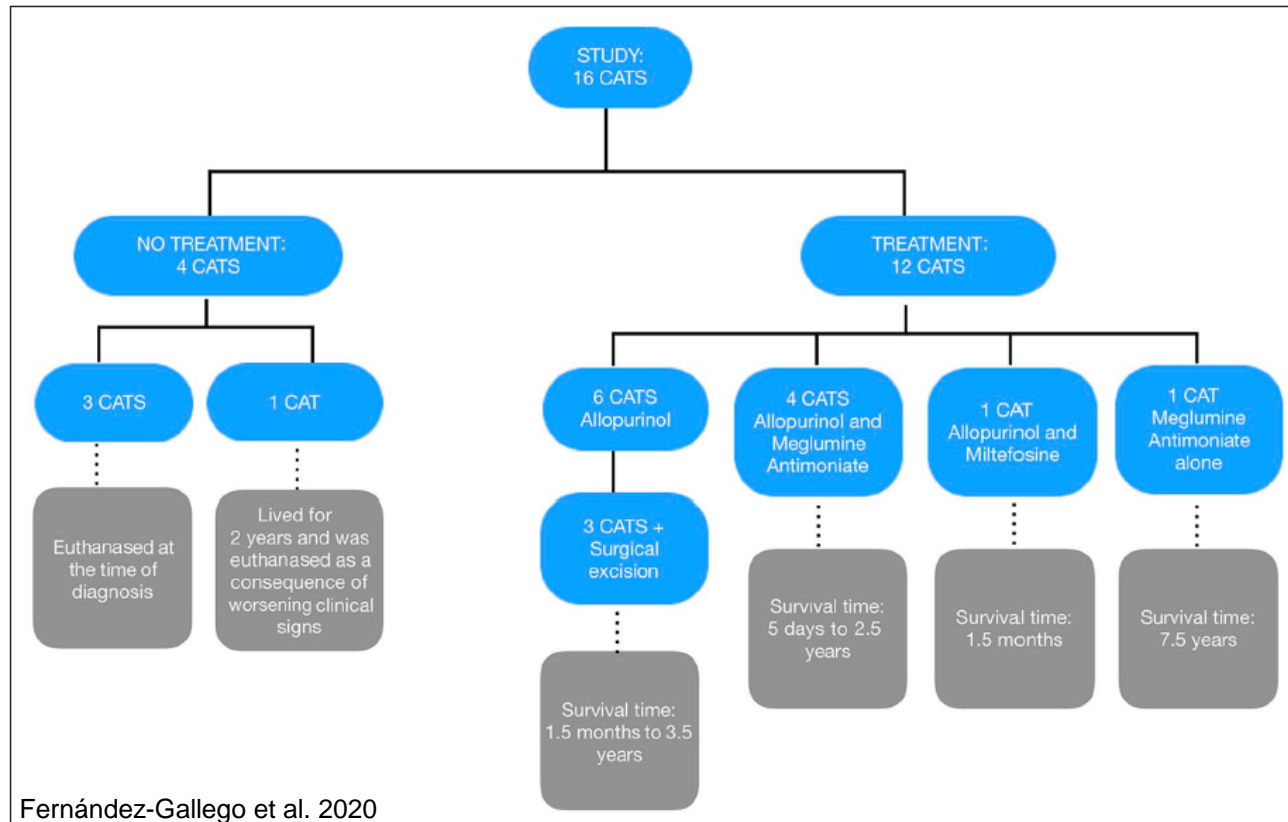 STUDY:
16 CATS
NO TREATMENT:
4 CATS
TREATMENT:
12 CATS
3 CATS
1 CAT
6 CATS
Allopurinol
4 CATS
Allopurinol and
Meglumine
Antimoniate
1 CAT
Allopurinol and
Miltefosine
1 CAT
Meglumine
Antimoniate
alone
Euthanased at
the time of
diagnosis
Lived for
2 years and was
euthanased as a
consequence of
worsening clinical
signs
3 CATS +
Surgical
excision
Survival time:
1.5 months to 3.5
years
Survival time:
5 days to 2.5
years
Survival time:
1.5 months
Survival time:
7.5 years
Fernández-Gallego et al. 2020